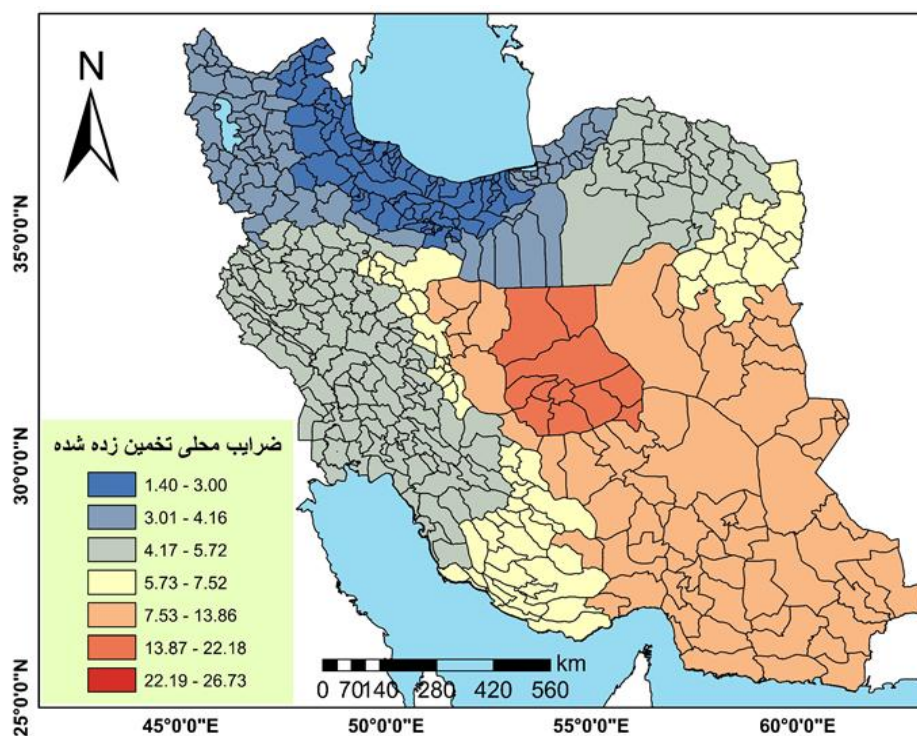 N
35°0'0"N
30°0'0"N
25°0'0"N
ضرایب محلی تخمین زده شده
1.40 - 3.00
3.01 - 4.16
4.17 - 5.72
5.73 - 7.52
7.53 - 13.86
13.87 - 22.18
22.19 - 26.73
km
0 70 140 280 420 560
45°0'0"E 50°0'0"E 55°0'0"E 60°0'0"E